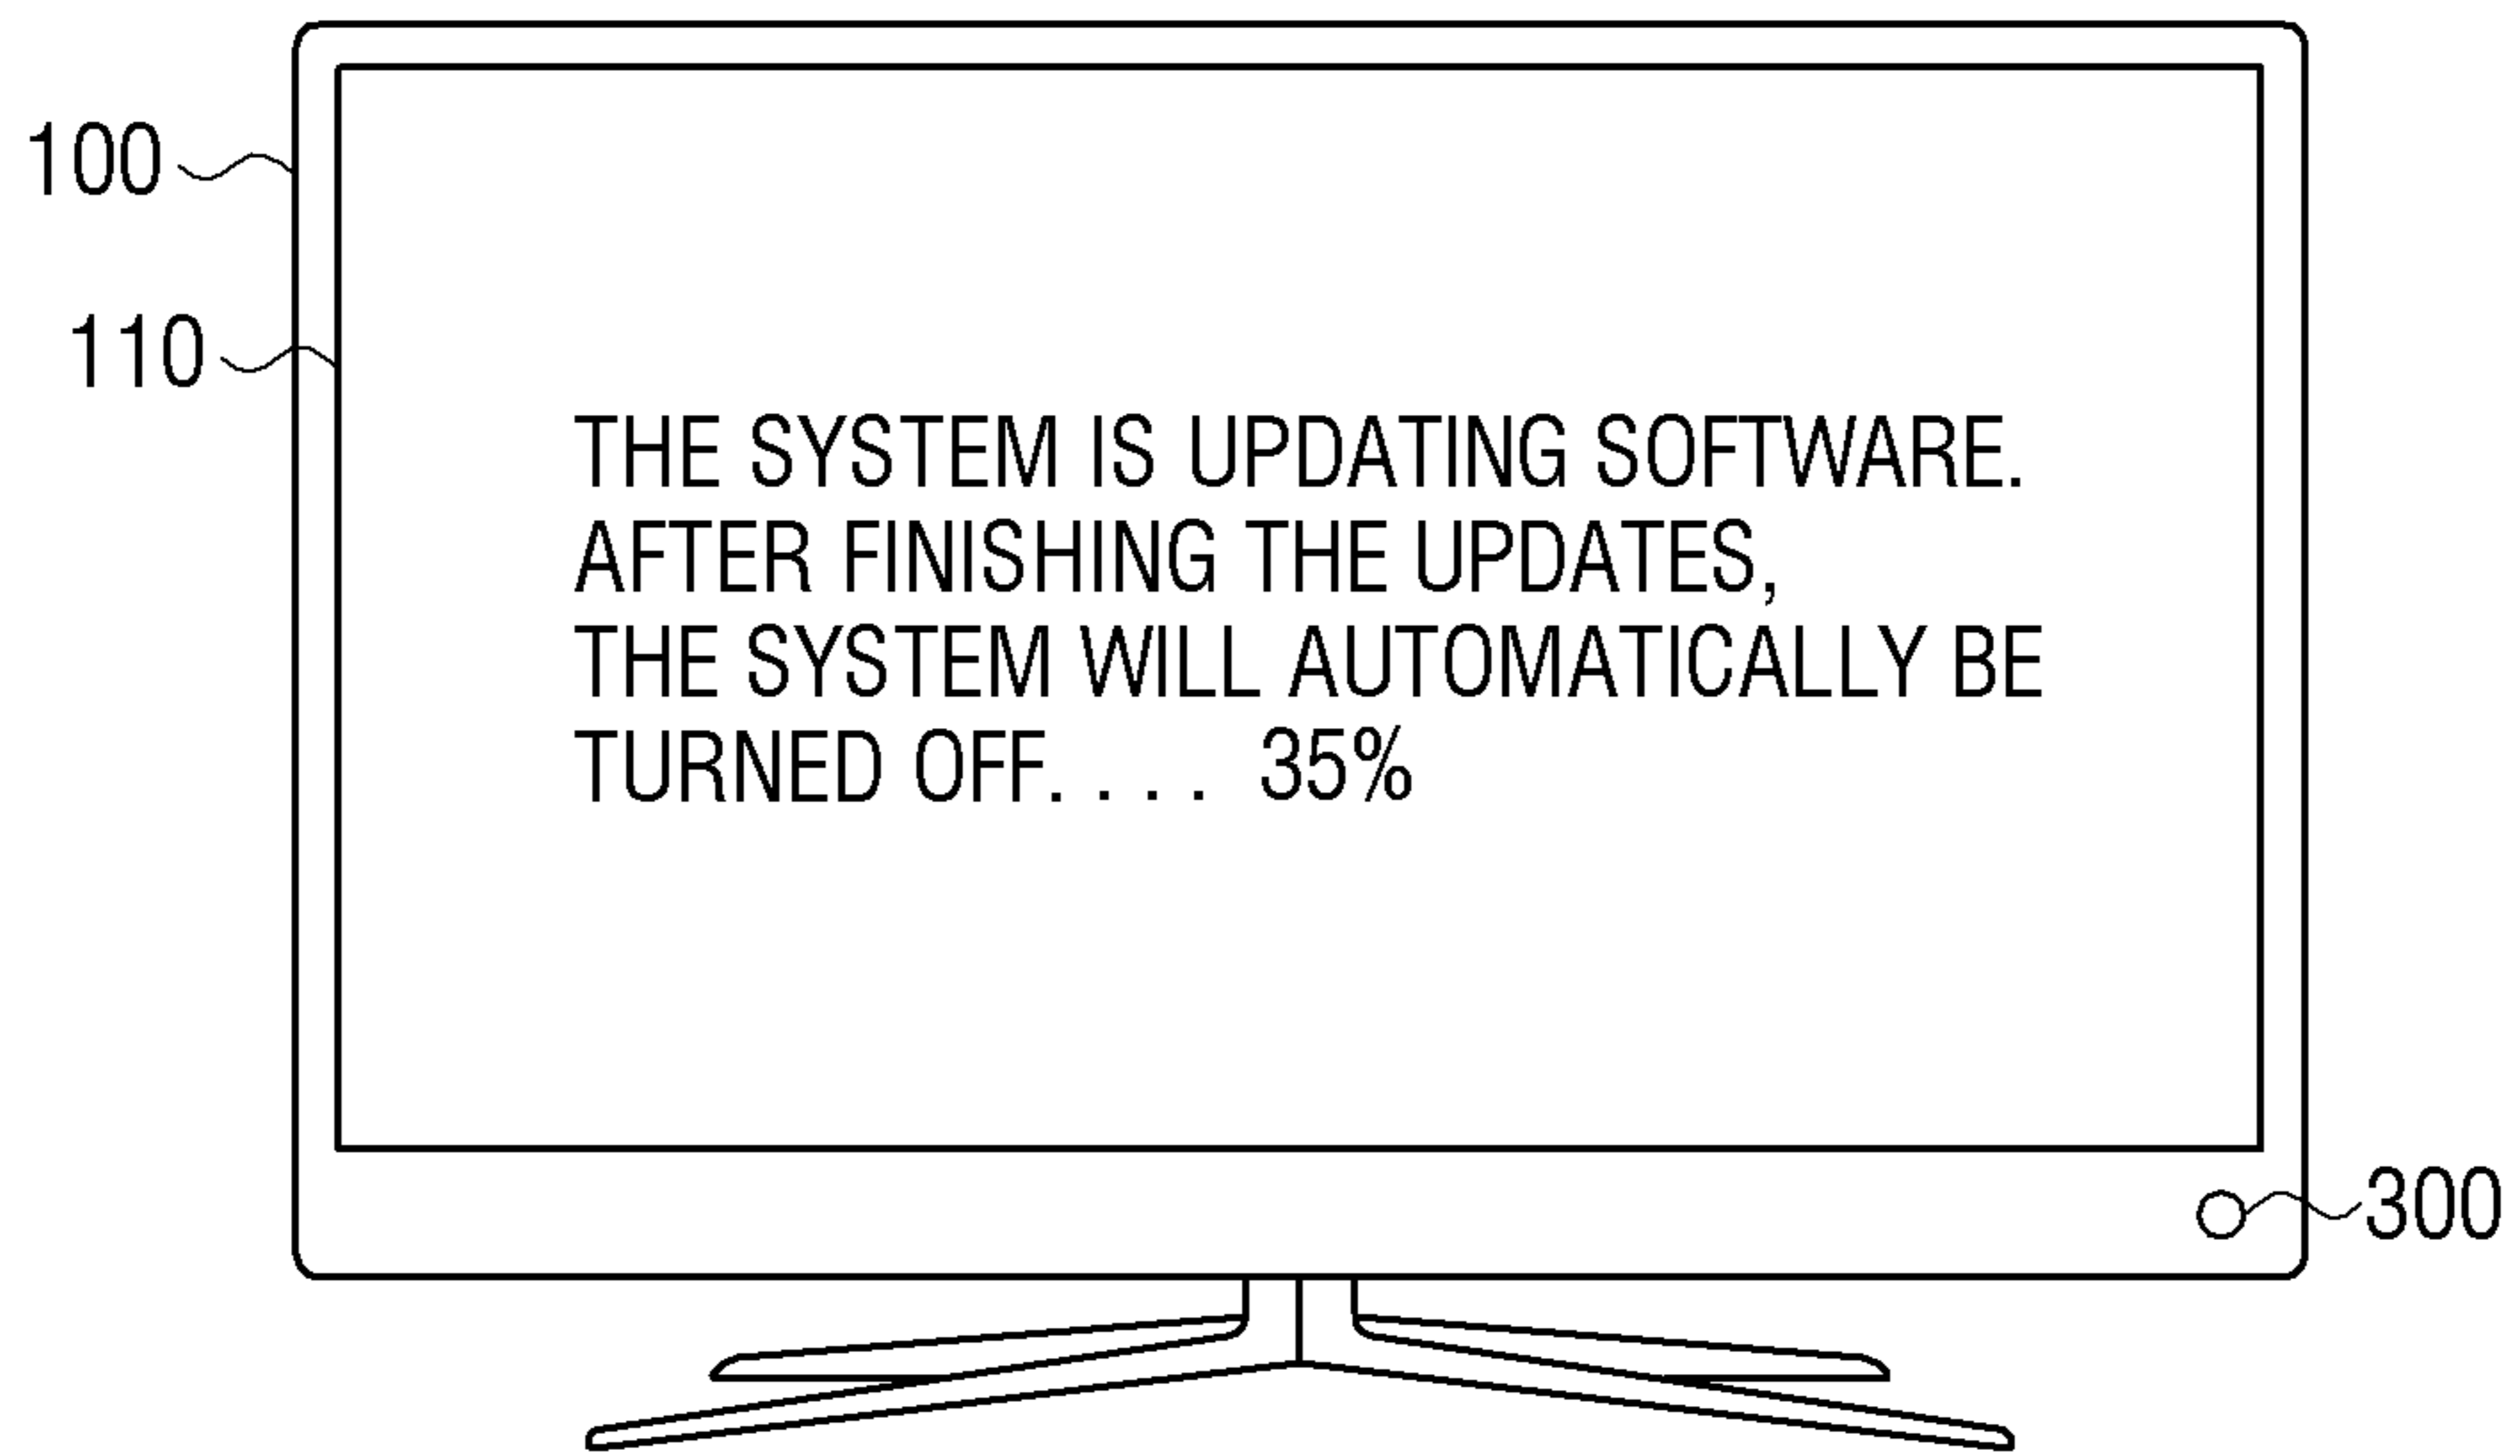 100
110
THE SYSTEM IS UPDATING SOFTWARE.
AFTER FINISHING THE UPDATES,
THE SYSTEM WILL AUTOMATICALLY BE
TURNED OFF. . . . 35%
300